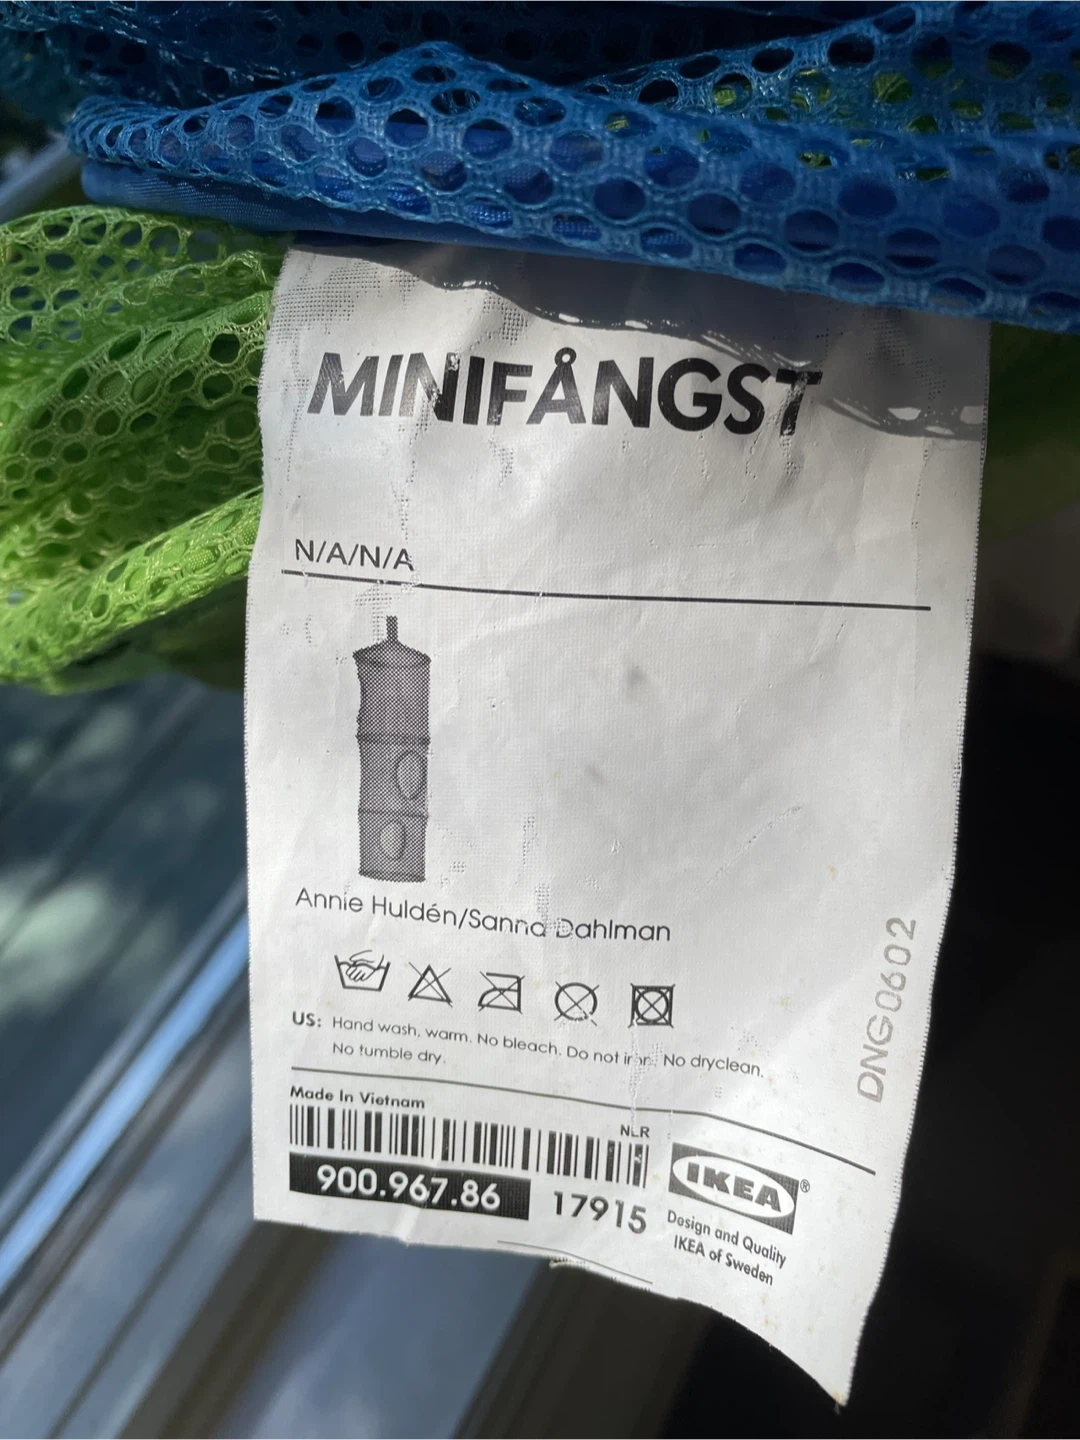 MINIFÅNGST
N/A/N/A
Annie Huldén/Sanna Dahlman
US: Hand wash, warm. No bleach. Do not iron. No dryclean.
No tumble dry.
DNG0602
Made In Vietnam
NLR
900.967.86
17915
IKEA®
Design and Quality
IKEA of Sweden